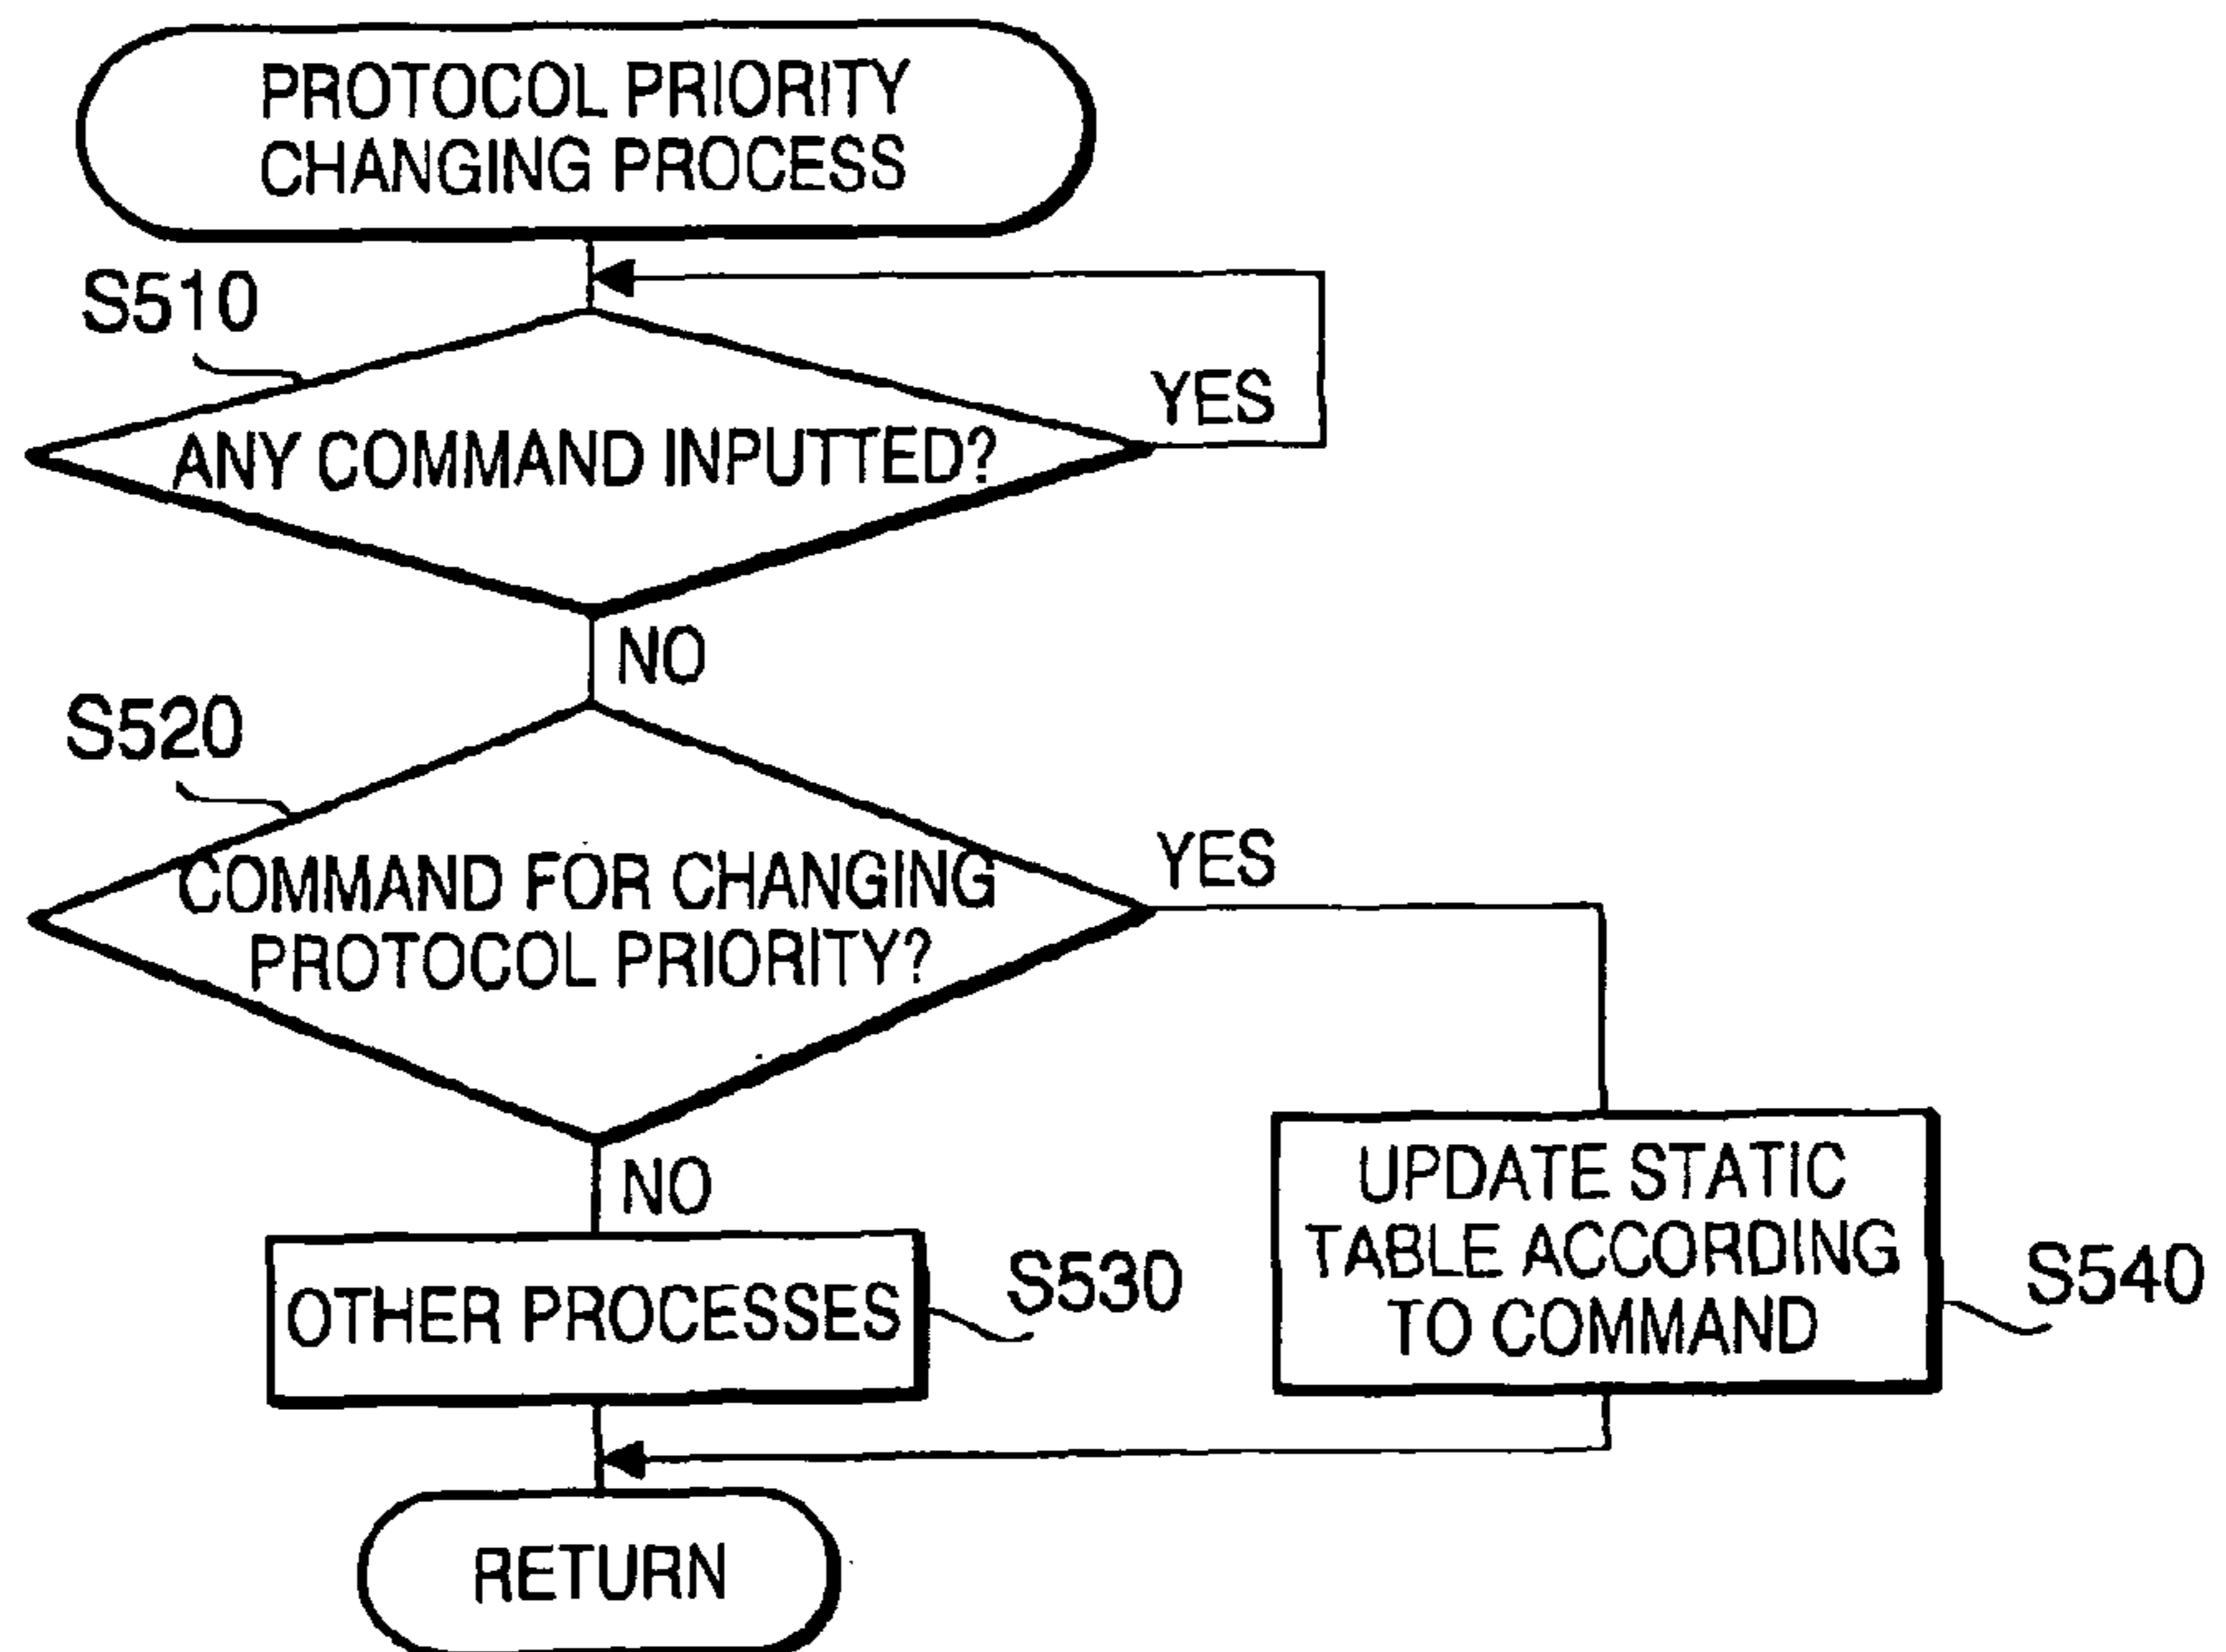 PROTOCOL PRIORITY
CHANGING PROCESS
S510
ANY COMMAND INPUTTED?
YES
NO
S520
COMMAND FOR CHANGING
PROTOCOL PRIORITY?
YES
NO
OTHER PROCESSES
S530
UPDATE STATIC
TABLE ACCORDING
TO COMMAND
S540
RETURN